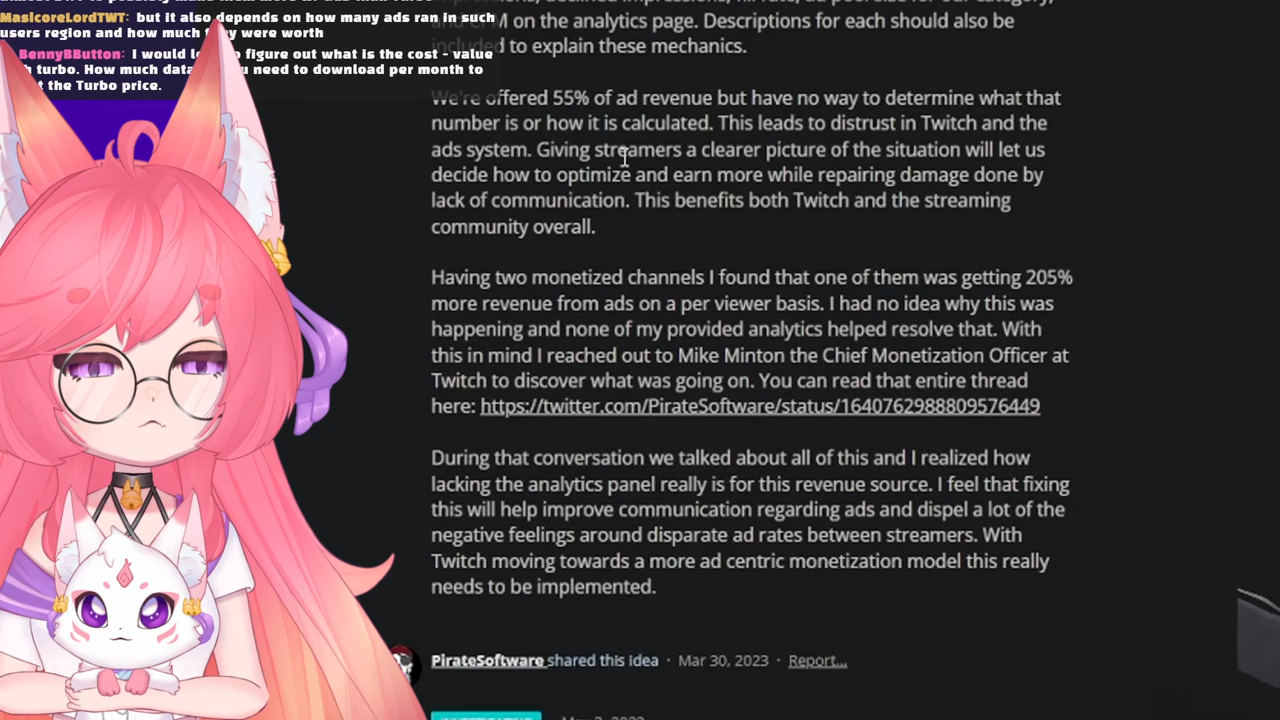 MasicoreLordTWT: but it also depends on how many ads ran in such
users region and how much they were worth
BennyBButton: I would to figure out what is the cost - value
turbo. How much data need to download per month to
the Turbo price.
on the analytics page. Descriptions for each should also be
included to explain these mechanics.
We're offered 55% of ad revenue but have no way to determine what that
number is or how it is calculated. This leads to distrust in Twitch and the
ads system. Giving streamers a clearer picture of the situation will let us
decide how to optimize and earn more while repairing damage done by
lack of communication. This benefits both Twitch and the streaming
community overall.
Having two monetized channels I found that one of them was getting 205%
more revenue from ads on a per viewer basis. I had no idea why this was
happening and none of my provided analytics helped resolve that. With
this in mind I reached out to Mike Minton the Chief Monetization Officer at
Twitch to discover what was going on. You can read that entire thread
here: https://twitter.com/PirateSoftware/status/1640762988809576449
During that conversation we talked about all of this and I realized how
lacking the analytics panel really is for this revenue source. I feel that fixing
this will help improve communication regarding ads and dispel a lot of the
negative feelings around disparate ad rates between streamers. With
Twitch moving towards a more ad centric monetization model this really
needs to be implemented.
PirateSoftware shared this idea · Mar 30, 2023 · Report...